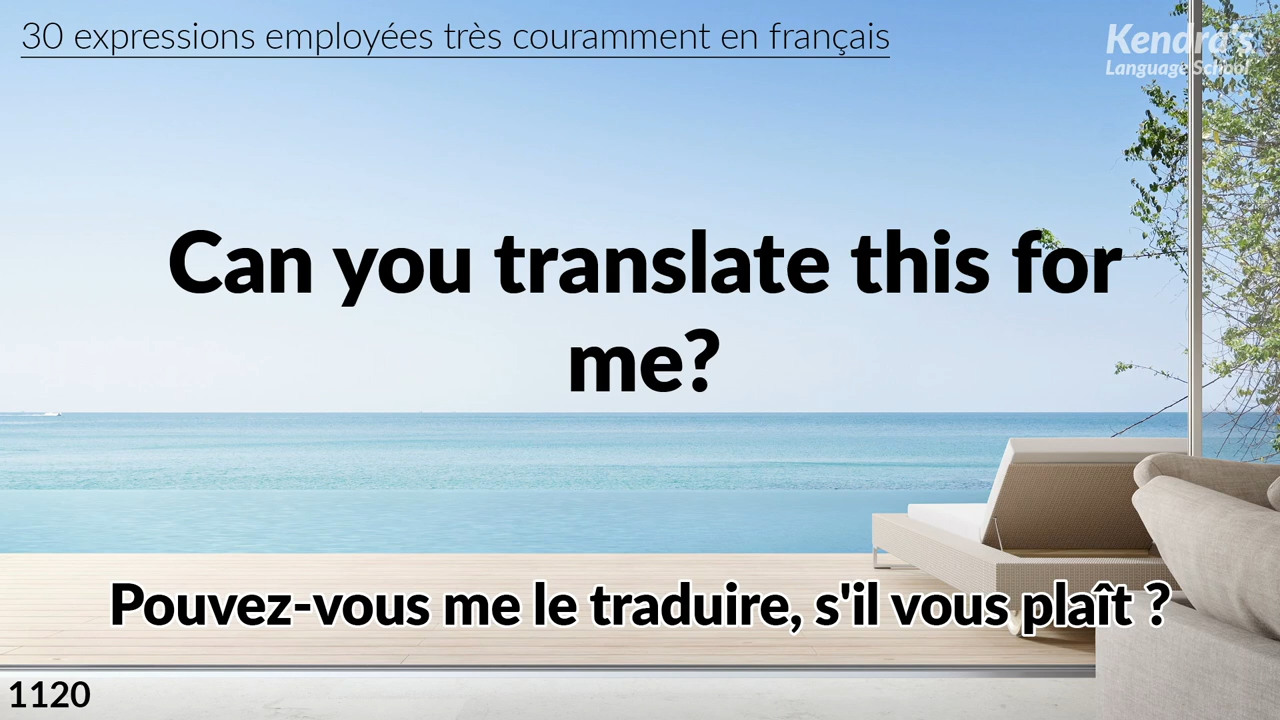 30 expressions employées très couramment en français
Kendra's
Language School
Can you translate this for
me?
Pouvez-vous me le traduire, s'il vous plaît ?
1120